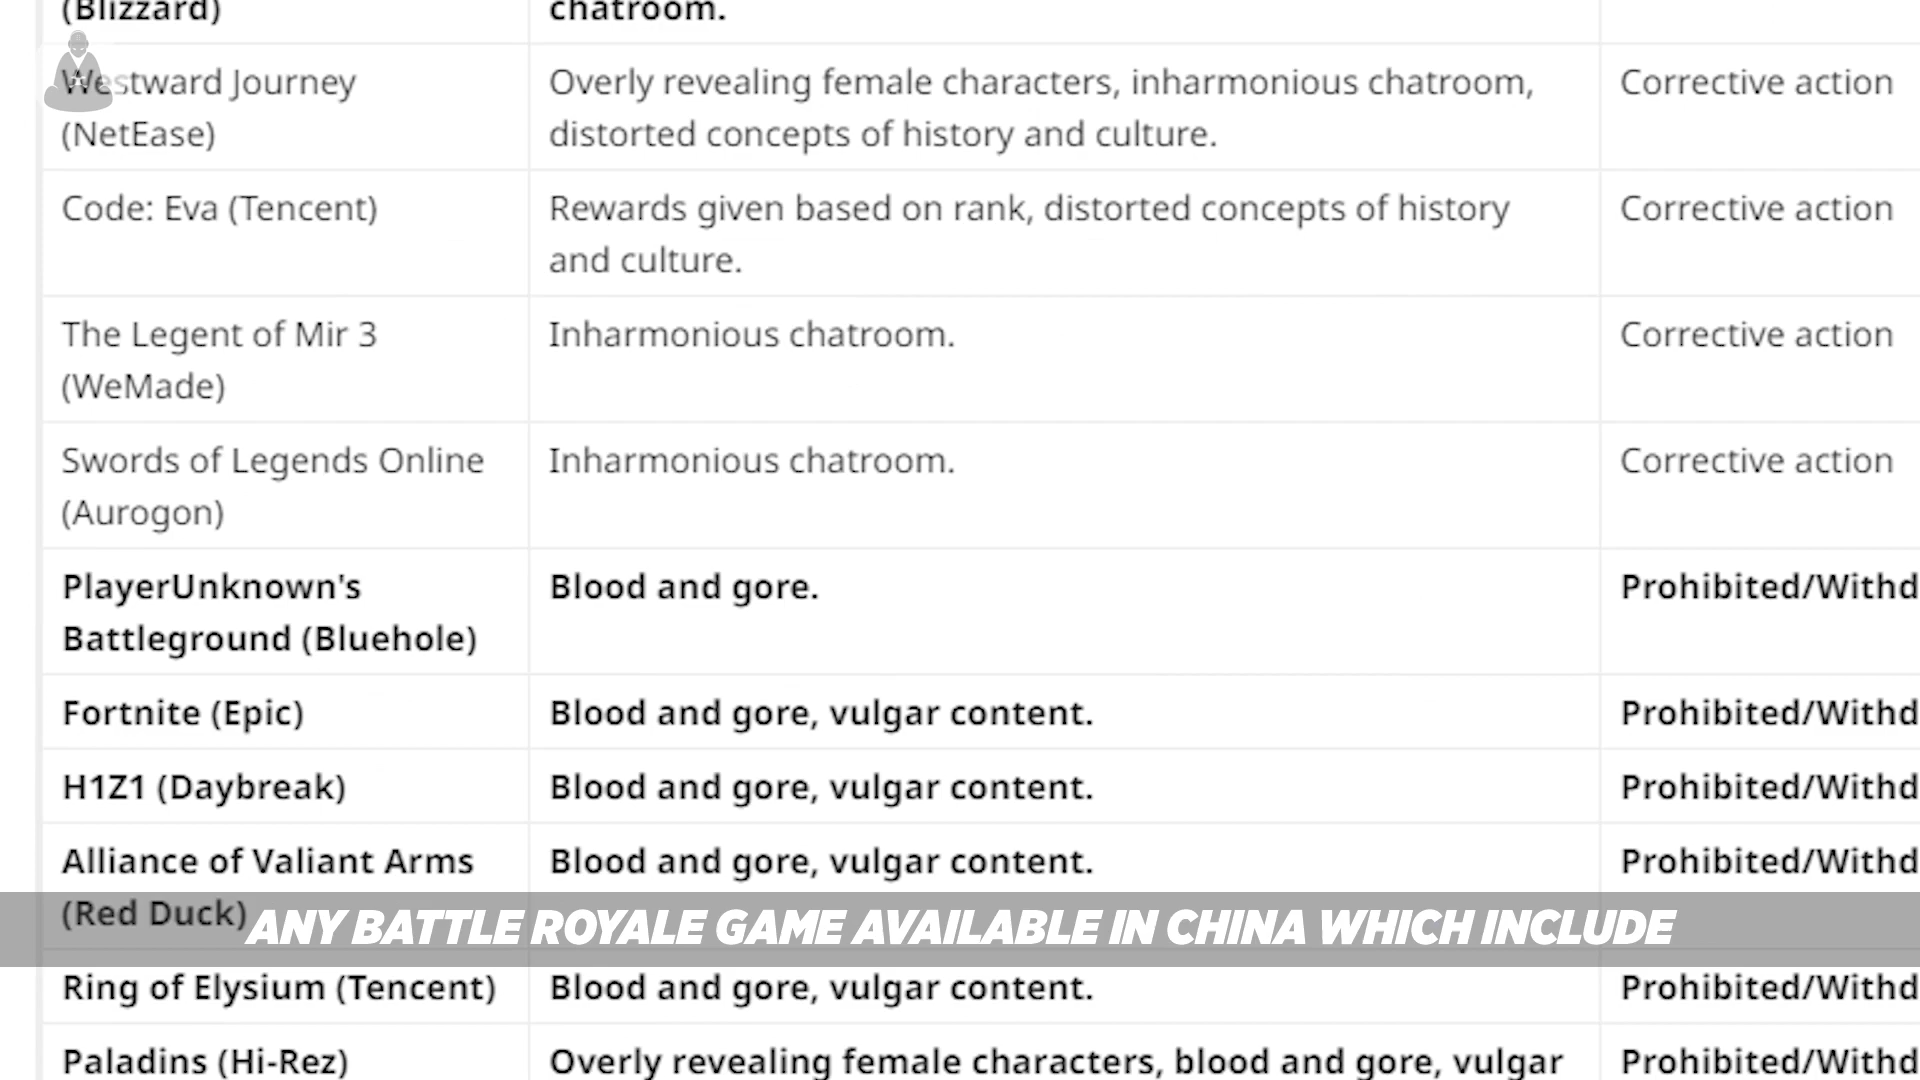 (Blizzard) chatroom.
Westward Journey Overly revealing female characters, inharmonious chatroom, Corrective action
(NetEase) distorted concepts of history and culture.
Code: Eva (Tencent) Rewards given based on rank, distorted concepts of history Corrective action
and culture.
The Legent of Mir 3 Inharmonious chatroom. Corrective action
(WeMade)
Swords of Legends Online Inharmonious chatroom. Corrective action
(Aurogon)
PlayerUnknown's Blood and gore. Prohibited/Withd
Battleground (Bluehole)
Fortnite (Epic) Blood and gore, vulgar content. Prohibited/Withd
H1Z1 (Daybreak) Blood and gore, vulgar content. Prohibited/Withd
Alliance of Valiant Arms Blood and gore, vulgar content. Prohibited/Withd
(Red Duck)
ANY BATTLE ROYALE GAME AVAILABLE IN CHINA WHICH INCLUDE
Ring of Elysium (Tencent) Blood and gore, vulgar content. Prohibited/Withd
Paladins (Hi-Rez) Overly revealing female characters, blood and gore, vulgar Prohibited/Withd